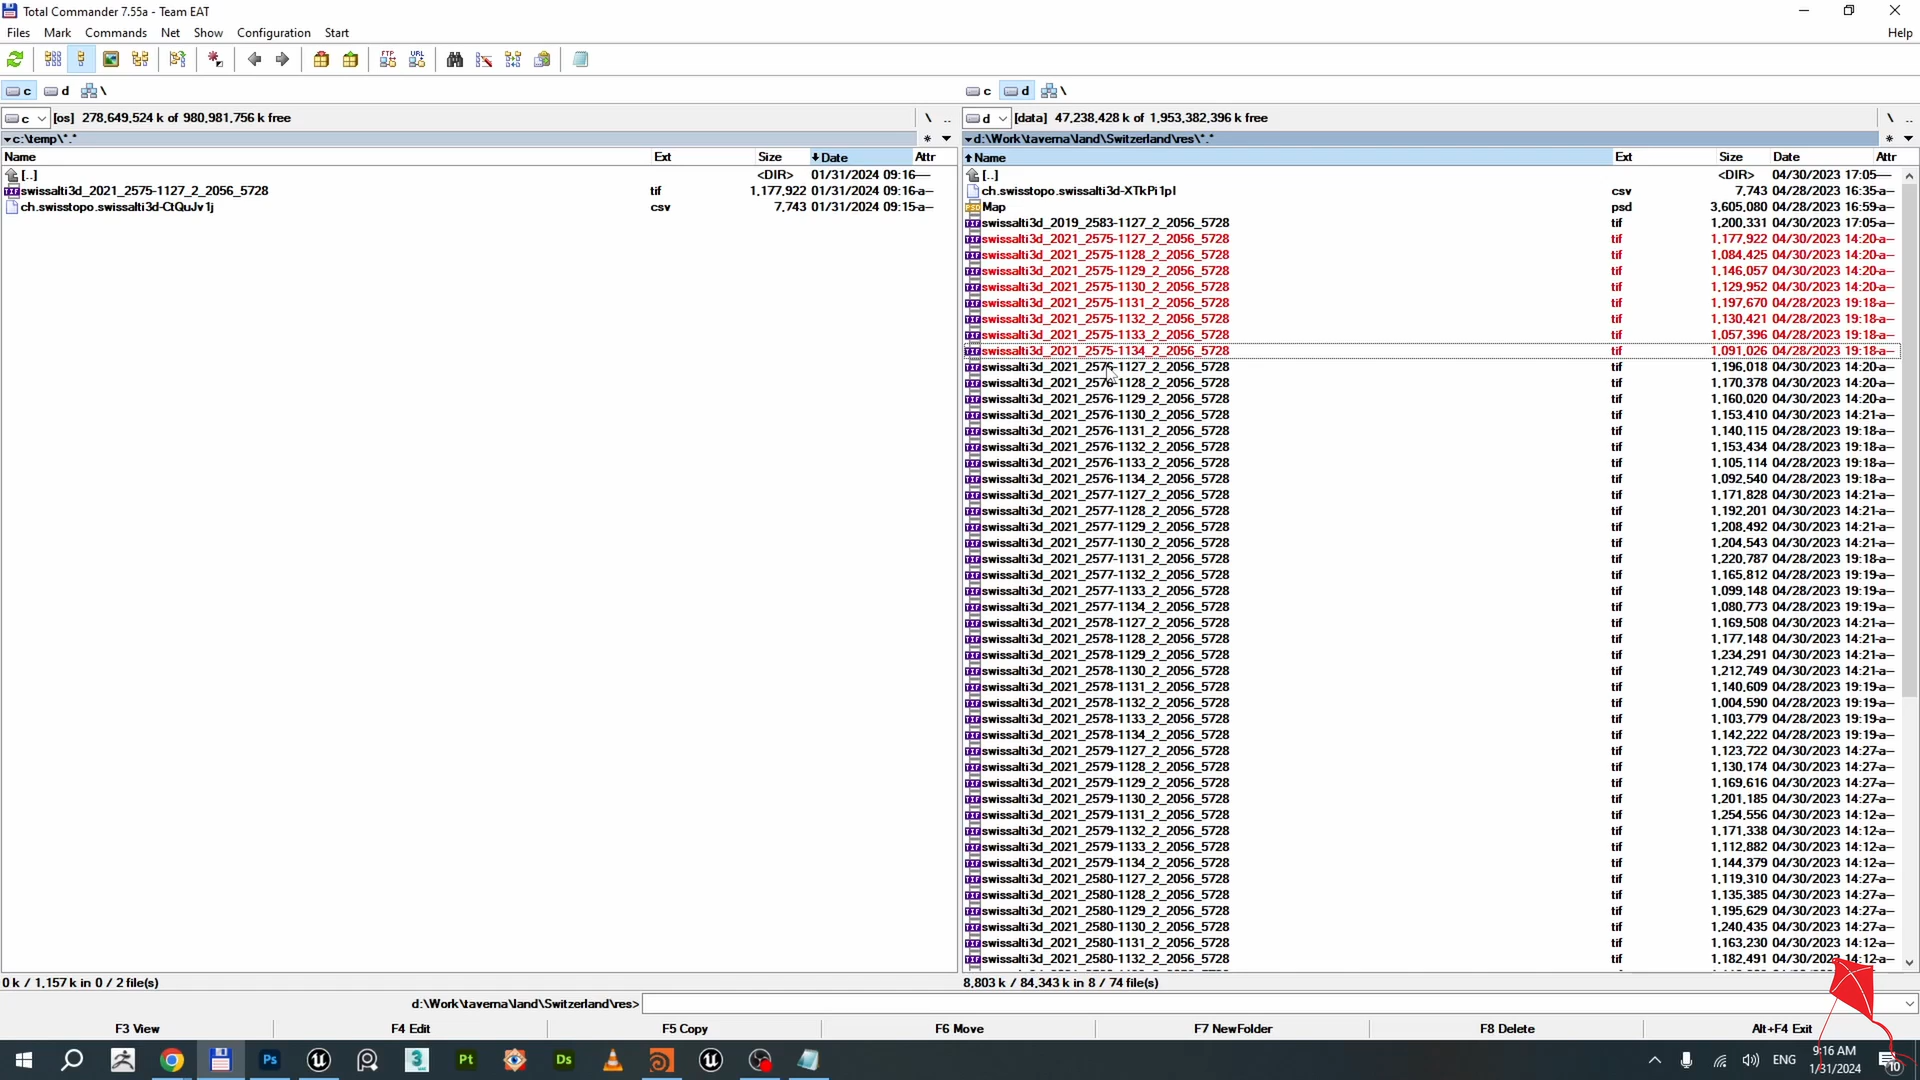 Total Commander 7.55a - Team EAT
Files Mark Commands Net Show Configuration Start Help
FTP URL
c d \ c d \
c [os] 278,649,524 k of 980,981,756 k free \ .. d [data] 47,238,428 k of 1,953,382,396 k free \ ..
c:\temp\*.* * d:\Work\taverna\land\Switzerland\res\*.* *
Name Ext Size Date Attr Name Ext Size Date Attr
[..] <DIR> 01/31/2024 09:16 — [..] <DIR> 04/30/2023 17:05 —
swissalti3d_2021_2575-1127_2_2056_5728 tif 1,177,922 01/31/2024 09:16 -a— ch.swisstopo.swissalti3d-XTkPi1pI csv 7,743 04/28/2023 16:35 -a—
ch.swisstopo.swissalti3d-CtQuJv1j csv 7,743 01/31/2024 09:15 -a— Map psd 3,605,080 04/28/2023 16:59 -a—
swissalti3d_2019_2583-1127_2_2056_5728 tif 1,200,331 04/30/2023 17:05 -a—
swissalti3d_2021_2575-1127_2_2056_5728 tif 1,177,922 04/30/2023 14:20 -a—
swissalti3d_2021_2575-1128_2_2056_5728 tif 1,084,425 04/30/2023 14:20 -a—
swissalti3d_2021_2575-1129_2_2056_5728 tif 1,146,057 04/30/2023 14:20 -a—
swissalti3d_2021_2575-1130_2_2056_5728 tif 1,129,952 04/30/2023 14:20 -a—
swissalti3d_2021_2575-1131_2_2056_5728 tif 1,197,670 04/28/2023 19:18 -a—
swissalti3d_2021_2575-1132_2_2056_5728 tif 1,130,421 04/28/2023 19:18 -a—
swissalti3d_2021_2575-1133_2_2056_5728 tif 1,057,396 04/28/2023 19:18 -a—
swissalti3d_2021_2575-1134_2_2056_5728 tif 1,091,026 04/28/2023 19:18 -a—
swissalti3d_2021_2576-1127_2_2056_5728 tif 1,196,018 04/30/2023 14:20 -a—
swissalti3d_2021_2576-1128_2_2056_5728 tif 1,170,378 04/30/2023 14:20 -a—
swissalti3d_2021_2576-1129_2_2056_5728 tif 1,160,020 04/30/2023 14:20 -a—
swissalti3d_2021_2576-1130_2_2056_5728 tif 1,153,410 04/30/2023 14:21 -a—
swissalti3d_2021_2576-1131_2_2056_5728 tif 1,140,115 04/28/2023 19:18 -a—
swissalti3d_2021_2576-1132_2_2056_5728 tif 1,153,434 04/28/2023 19:18 -a—
swissalti3d_2021_2576-1133_2_2056_5728 tif 1,105,114 04/28/2023 19:18 -a—
swissalti3d_2021_2576-1134_2_2056_5728 tif 1,092,540 04/28/2023 19:18 -a—
swissalti3d_2021_2577-1127_2_2056_5728 tif 1,171,828 04/30/2023 14:21 -a—
swissalti3d_2021_2577-1128_2_2056_5728 tif 1,192,201 04/30/2023 14:21 -a—
swissalti3d_2021_2577-1129_2_2056_5728 tif 1,208,492 04/30/2023 14:21 -a—
swissalti3d_2021_2577-1130_2_2056_5728 tif 1,204,543 04/30/2023 14:21 -a—
swissalti3d_2021_2577-1131_2_2056_5728 tif 1,220,787 04/28/2023 19:18 -a—
swissalti3d_2021_2577-1132_2_2056_5728 tif 1,165,812 04/28/2023 19:19 -a—
swissalti3d_2021_2577-1133_2_2056_5728 tif 1,099,148 04/28/2023 19:19 -a—
swissalti3d_2021_2577-1134_2_2056_5728 tif 1,080,773 04/28/2023 19:19 -a—
swissalti3d_2021_2578-1127_2_2056_5728 tif 1,169,508 04/30/2023 14:21 -a—
swissalti3d_2021_2578-1128_2_2056_5728 tif 1,177,148 04/30/2023 14:21 -a—
swissalti3d_2021_2578-1129_2_2056_5728 tif 1,234,291 04/30/2023 14:21 -a—
swissalti3d_2021_2578-1130_2_2056_5728 tif 1,212,749 04/30/2023 14:21 -a—
swissalti3d_2021_2578-1131_2_2056_5728 tif 1,140,609 04/28/2023 19:19 -a—
swissalti3d_2021_2578-1132_2_2056_5728 tif 1,004,590 04/28/2023 19:19 -a—
swissalti3d_2021_2578-1133_2_2056_5728 tif 1,103,779 04/28/2023 19:19 -a—
swissalti3d_2021_2578-1134_2_2056_5728 tif 1,142,222 04/28/2023 19:19 -a—
swissalti3d_2021_2579-1127_2_2056_5728 tif 1,123,722 04/30/2023 14:27 -a—
swissalti3d_2021_2579-1128_2_2056_5728 tif 1,130,174 04/30/2023 14:27 -a—
swissalti3d_2021_2579-1129_2_2056_5728 tif 1,169,616 04/30/2023 14:27 -a—
swissalti3d_2021_2579-1130_2_2056_5728 tif 1,201,185 04/30/2023 14:27 -a—
swissalti3d_2021_2579-1131_2_2056_5728 tif 1,254,556 04/30/2023 14:12 -a—
swissalti3d_2021_2579-1132_2_2056_5728 tif 1,171,338 04/30/2023 14:12 -a—
swissalti3d_2021_2579-1133_2_2056_5728 tif 1,112,882 04/30/2023 14:12 -a—
swissalti3d_2021_2579-1134_2_2056_5728 tif 1,144,379 04/30/2023 14:12 -a—
swissalti3d_2021_2580-1127_2_2056_5728 tif 1,119,310 04/30/2023 14:27 -a—
swissalti3d_2021_2580-1128_2_2056_5728 tif 1,135,385 04/30/2023 14:27 -a—
swissalti3d_2021_2580-1129_2_2056_5728 tif 1,195,629 04/30/2023 14:27 -a—
swissalti3d_2021_2580-1130_2_2056_5728 tif 1,240,435 04/30/2023 14:27 -a—
swissalti3d_2021_2580-1131_2_2056_5728 tif 1,163,230 04/30/2023 14:12 -a—
swissalti3d_2021_2580-1132_2_2056_5728 tif 1,182,491 04/30/2023 14:12 -a—
0 k / 1,157 k in 0 / 2 file(s) 8,803 k / 84,343 k in 8 / 74 file(s)
d:\Work\taverna\land\Switzerland\res>
F3 View F4 Edit F5 Copy F6 Move F7 NewFolder F8 Delete Alt+F4 Exit
Ps 3 Pt Ds ENG 9:16 AM
1/31/2024 10